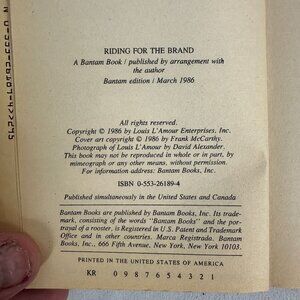 RIDING FOR THE BRAND
A Bantam Book / published by arrangement with
the author
Bantam edition / March 1986
All rights reserved.
Copyright © 1986 by Louis L'Amour Enterprises, Inc.
Cover art copyright © 1986 by Frank McCarthy.
Photograph of Louis L'Amour by David Alexander.
This book may not be reproduced in whole or in part, by
mimeograph or any other means, without permission.
For information address: Bantam Books, Inc.
ISBN 0-553-26189-4
Published simultaneously in the United States and Canada
Bantam Books are published by Bantam Books, Inc. Its trade-
mark, consisting of the words "Bantam Books" and the por-
trayal of a rooster, is Registered in U.S. Patent and Trademark
Office and in other countries. Marca Registrada. Bantam
Books, Inc., 666 Fifth Avenue, New York, New York 10103.
PRINTED IN THE UNITED STATES OF AMERICA
KR 0 9 8 7 6 5 4 3 2 1